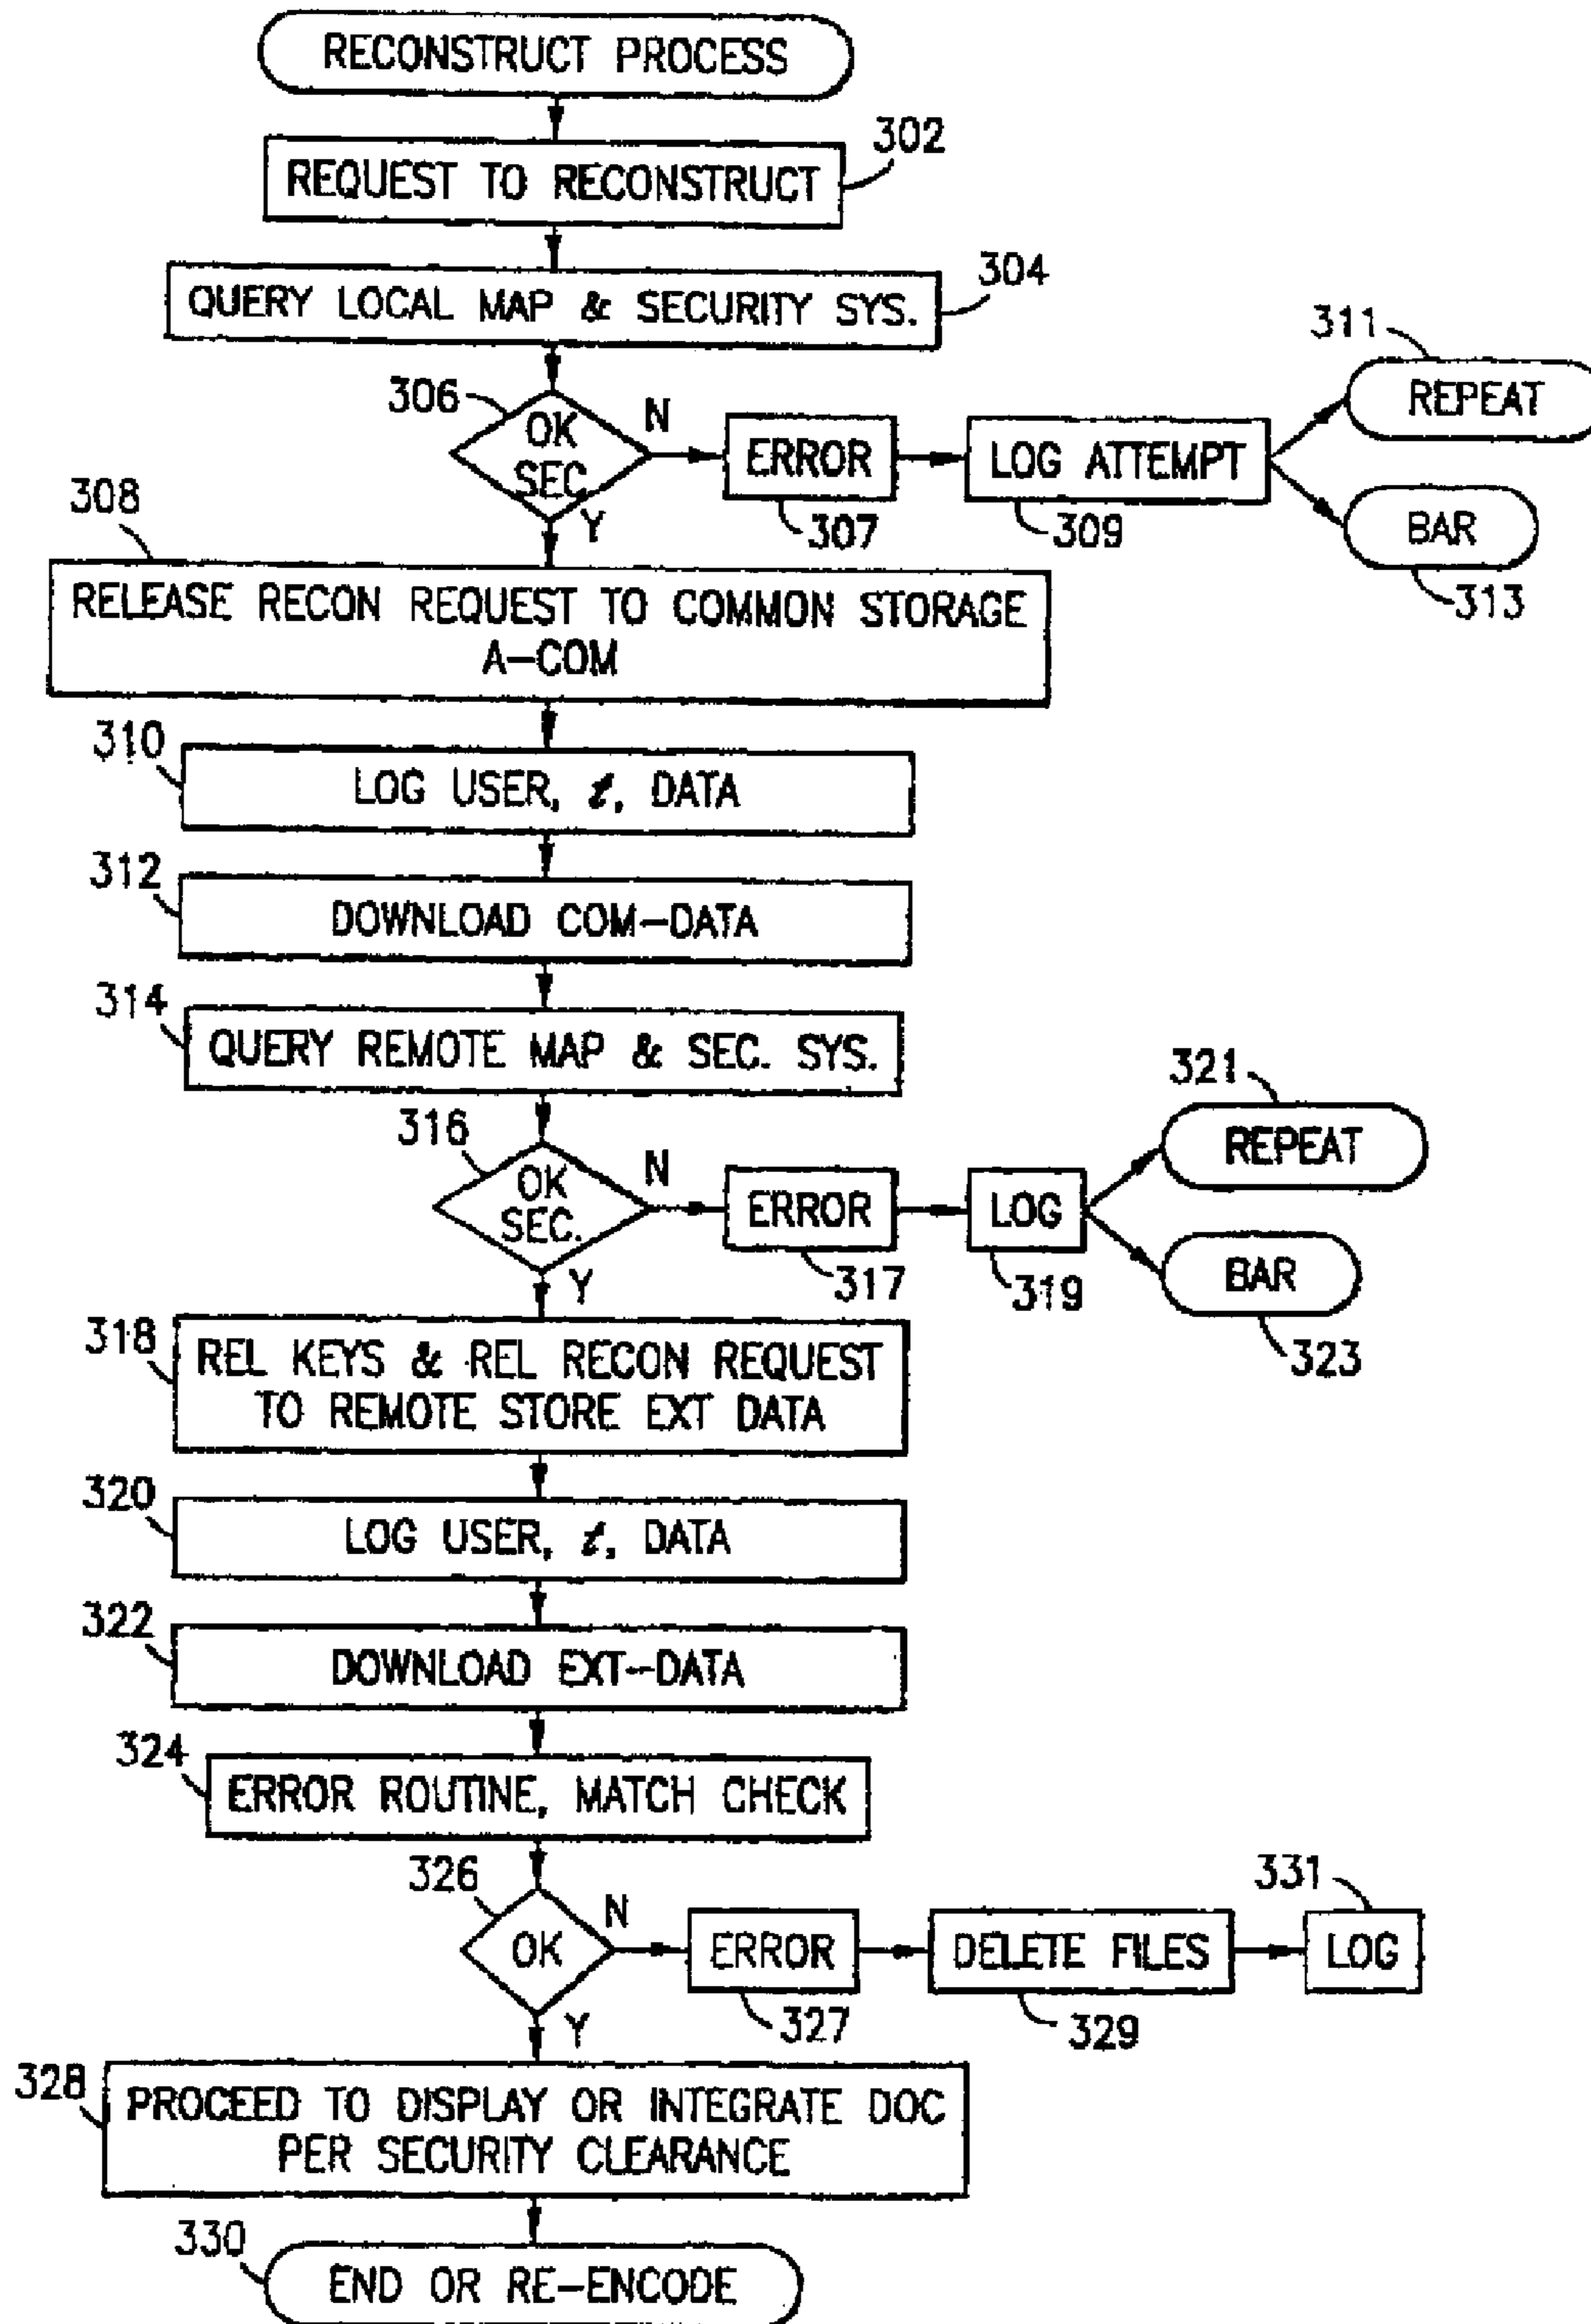 RECONSTRUCT PROCESS
302
REQUEST TO RECONSTRUCT
304
QUERY LOCAL MAP & SECURITY SYS.
306
OK
SEC
N
Y
ERROR
307
LOG ATTEMPT
309
311
REPEAT
BAR
313
308
RELEASE RECON REQUEST TO COMMON STORAGE
A-COM
310
LOG USER, t, DATA
312
DOWNLOAD COM-DATA
314
QUERY REMOTE MAP & SEC. SYS.
316
OK
SEC.
N
Y
ERROR
317
LOG
319
321
REPEAT
BAR
323
318
REL KEYS & REL RECON REQUEST
TO REMOTE STORE EXT DATA
320
LOG USER, t, DATA
322
DOWNLOAD EXT-DATA
324
ERROR ROUTINE, MATCH CHECK
326
OK
N
Y
ERROR
327
DELETE FILES
329
331
LOG
328
PROCEED TO DISPLAY OR INTEGRATE DOC
PER SECURITY CLEARANCE
330
END OR RE-ENCODE